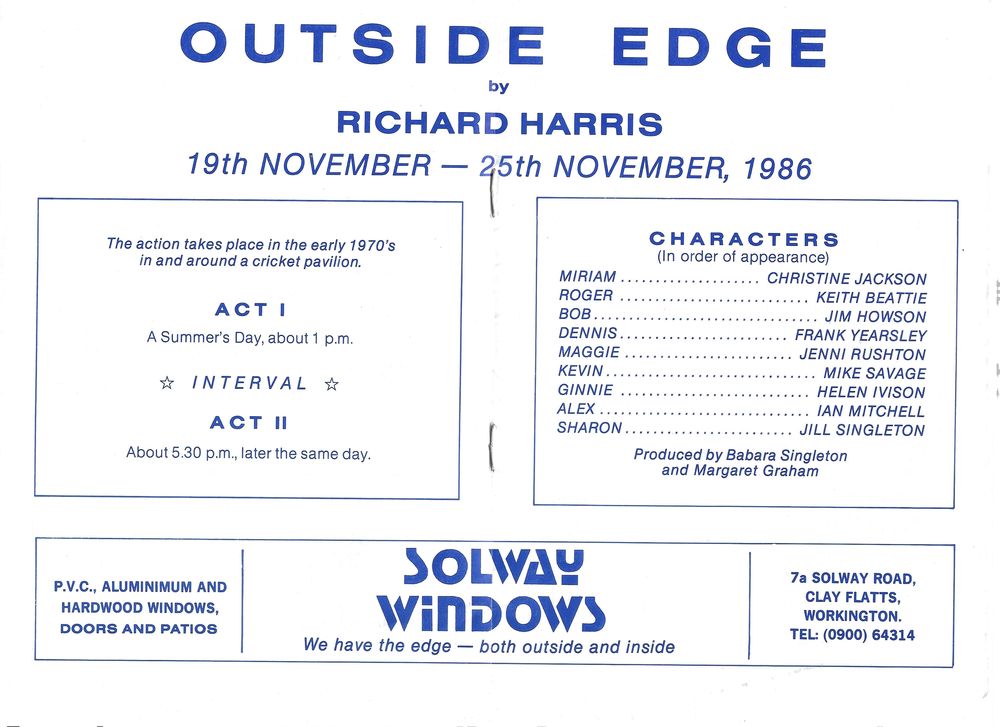 OUTSIDE EDGE
by
RICHARD HARRIS
19th NOVEMBER — 25th NOVEMBER, 1986
The action takes place in the early 1970's
in and around a cricket pavilion.
ACT I
A Summer's Day, about 1 p.m.
☆ INTERVAL ☆
ACT II
About 5.30 p.m., later the same day.
CHARACTERS
(In order of appearance)
MIRIAM .................... CHRISTINE JACKSON
ROGER ........................... KEITH BEATTIE
BOB................................ JIM HOWSON
DENNIS........................ FRANK YEARSLEY
MAGGIE ........................ JENNI RUSHTON
KEVIN.............................. MIKE SAVAGE
GINNIE ........................... HELEN IVISON
ALEX.............................. IAN MITCHELL
SHARON........................ JILL SINGLETON
Produced by Babara Singleton
and Margaret Graham
P.V.C., ALUMINIMUM AND
HARDWOOD WINDOWS,
DOORS AND PATIOS
SOLWAY
WINDOWS
We have the edge — both outside and inside
7a SOLWAY ROAD,
CLAY FLATTS,
WORKINGTON.
TEL: (0900) 64314